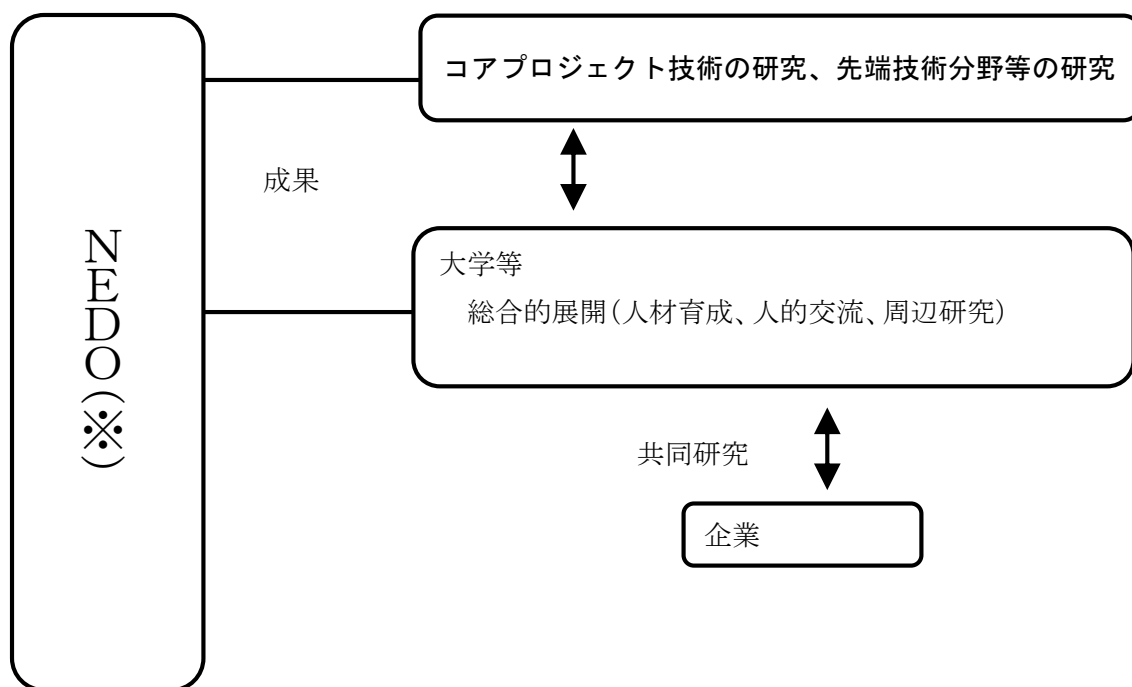 NEDO(※)
コアプロジェクト技術の研究、先端技術分野等の研究
成果
大学等
総合的展開(人材育成、人的交流、周辺研究)
共同研究
企業